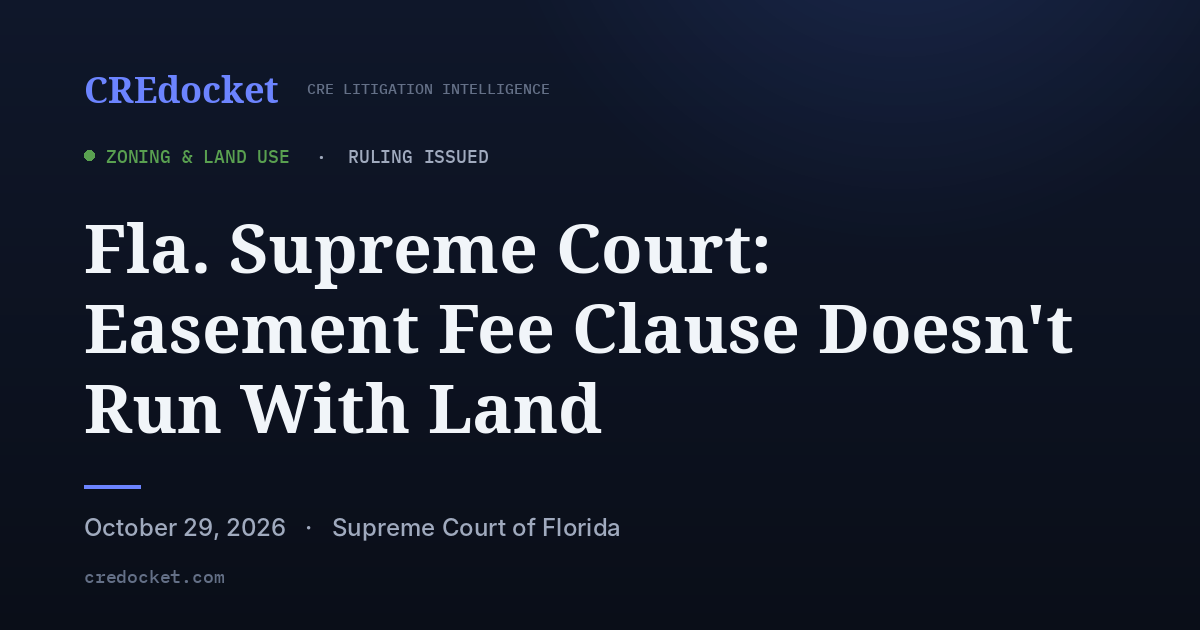 CREdocket CRE LITIGATION INTELLIGENCE
ZONING & LAND USE · RULING ISSUED
Fla. Supreme Court:
Easement Fee Clause Doesn't
Run With Land
October 29, 2026 · Supreme Court of Florida
credocket.com